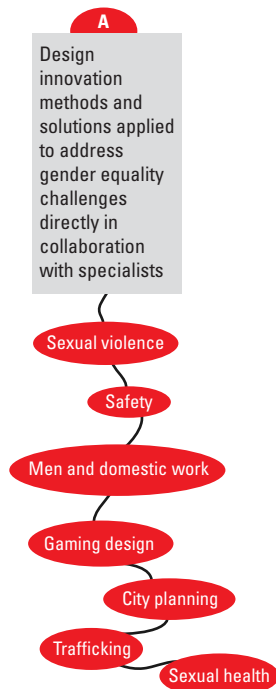 A
Design
innovation
methods and
solutions applied
to address
gender equality
challenges
directly in
collaboration
with specialists
Sexual violence
Safety
Men and domestic work
Gaming design
City planning
Trafficking
Sexual health